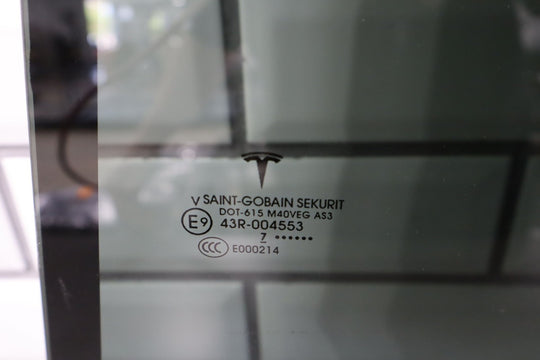 V SAINT-GOBAIN SEKURIT
DOT-615 M40VEG AS3
E9 43R-004553
7 ••••••
CCC E000214